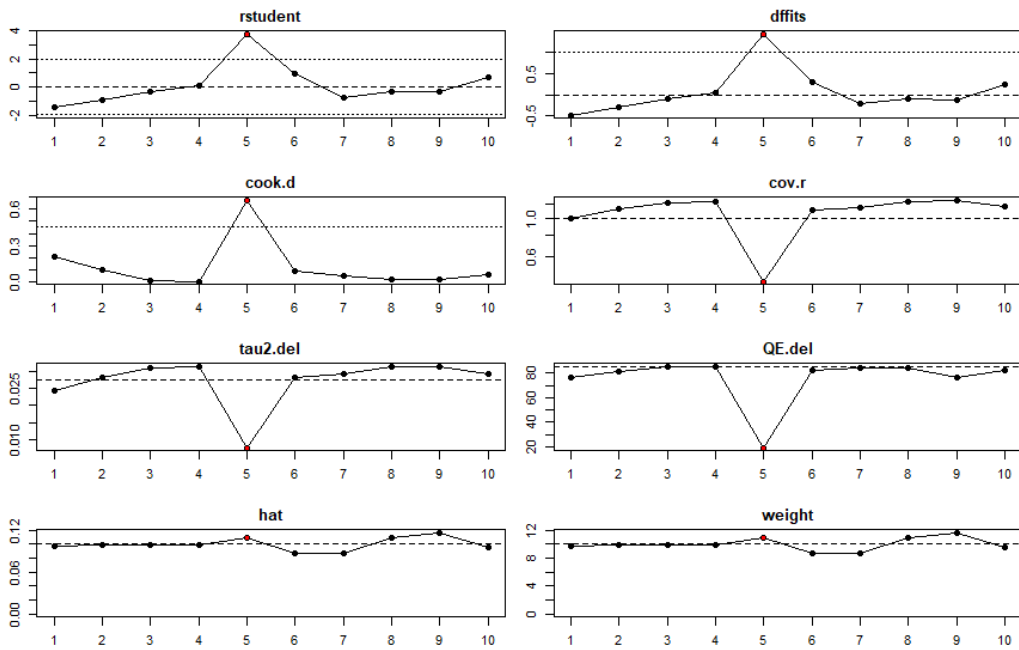 rstudent
4
2
0
-2
1 2 3 4 5 6 7 8 9 10
dffits
0.5
-0.5
1 2 3 4 5 6 7 8 9 10
cook.d
0.6
0.3
0.0
1 2 3 4 5 6 7 8 9 10
cov.r
1.0
0.6
1 2 3 4 5 6 7 8 9 10
tau2.del
0.025
0.010
1 2 3 4 5 6 7 8 9 10
QE.del
80
60
40
20
1 2 3 4 5 6 7 8 9 10
hat
0.12
0.06
0.00
1 2 3 4 5 6 7 8 9 10
weight
12
8
4
0
1 2 3 4 5 6 7 8 9 10